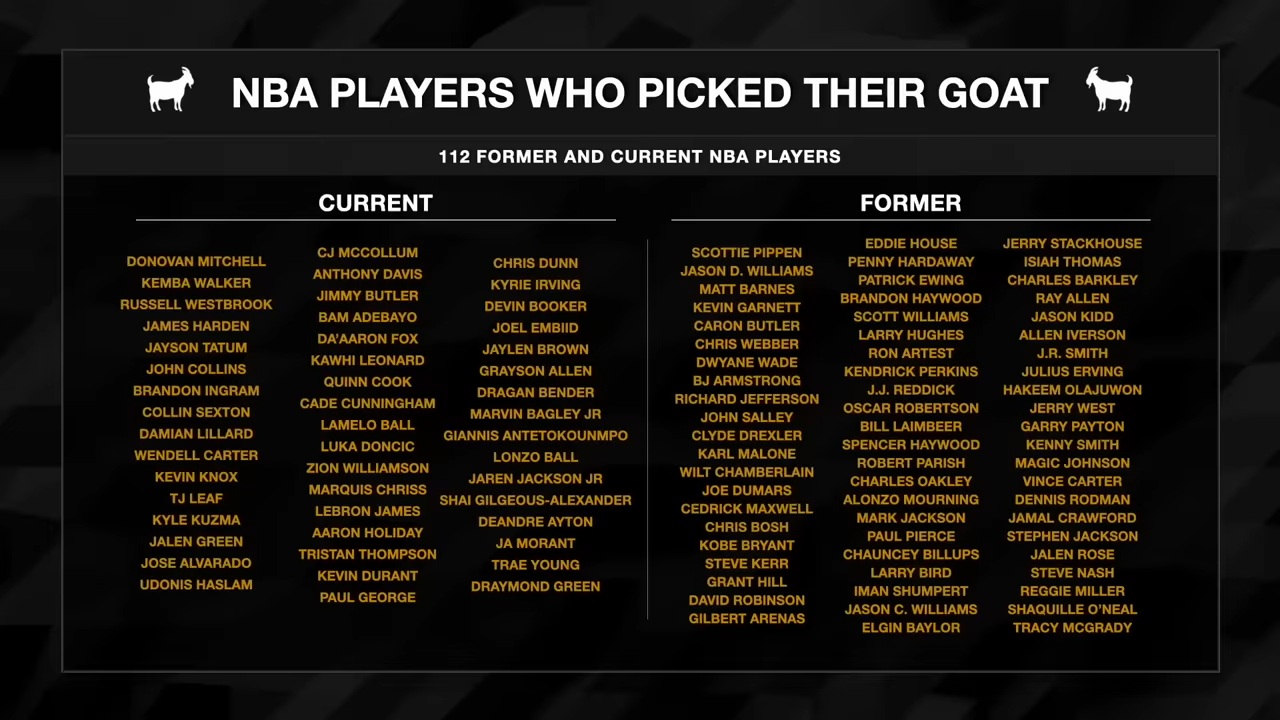 NBA PLAYERS WHO PICKED THEIR GOAT
112 FORMER AND CURRENT NBA PLAYERS
CURRENT
DONOVAN MITCHELL
KEMBA WALKER
RUSSELL WESTBROOK
JAMES HARDEN
JAYSON TATUM
JOHN COLLINS
BRANDON INGRAM
COLLIN SEXTON
DAMIAN LILLARD
WENDELL CARTER
KEVIN KNOX
TJ LEAF
KYLE KUZMA
JALEN GREEN
JOSE ALVARADO
UDONIS HASLAM
CJ MCCOLLUM
ANTHONY DAVIS
JIMMY BUTLER
BAM ADEBAYO
DA'AARON FOX
KAWHI LEONARD
QUINN COOK
CADE CUNNINGHAM
LAMELO BALL
LUKA DONCIC
ZION WILLIAMSON
MARQUIS CHRISS
LEBRON JAMES
AARON HOLIDAY
TRISTAN THOMPSON
KEVIN DURANT
PAUL GEORGE
CHRIS DUNN
KYRIE IRVING
DEVIN BOOKER
JOEL EMBIID
JAYLEN BROWN
GRAYSON ALLEN
DRAGAN BENDER
MARVIN BAGLEY JR
GIANNIS ANTETOKOUNMPO
LONZO BALL
JAREN JACKSON JR
SHAI GILGEOUS-ALEXANDER
DEANDRE AYTON
JA MORANT
TRAE YOUNG
DRAYMOND GREEN
FORMER
SCOTTIE PIPPEN
JASON D. WILLIAMS
MATT BARNES
KEVIN GARNETT
CARON BUTLER
CHRIS WEBBER
DWYANE WADE
BJ ARMSTRONG
RICHARD JEFFERSON
JOHN SALLEY
CLYDE DREXLER
KARL MALONE
WILT CHAMBERLAIN
JOE DUMARS
CEDRICK MAXWELL
CHRIS BOSH
KOBE BRYANT
STEVE KERR
GRANT HILL
DAVID ROBINSON
GILBERT ARENAS
EDDIE HOUSE
PENNY HARDAWAY
PATRICK EWING
BRANDON HAYWOOD
SCOTT WILLIAMS
LARRY HUGHES
RON ARTEST
KENDRICK PERKINS
J.J. REDDICK
OSCAR ROBERTSON
BILL LAIMBEER
SPENCER HAYWOOD
ROBERT PARISH
CHARLES OAKLEY
ALONZO MOURNING
MARK JACKSON
PAUL PIERCE
CHAUNCEY BILLUPS
LARRY BIRD
IMAN SHUMPERT
JASON C. WILLIAMS
ELGIN BAYLOR
JERRY STACKHOUSE
ISIAH THOMAS
CHARLES BARKLEY
RAY ALLEN
JASON KIDD
ALLEN IVERSON
J.R. SMITH
JULIUS ERVING
HAKEEM OLAJUWON
JERRY WEST
GARRY PAYTON
KENNY SMITH
MAGIC JOHNSON
VINCE CARTER
DENNIS RODMAN
JAMAL CRAWFORD
STEPHEN JACKSON
JALEN ROSE
STEVE NASH
REGGIE MILLER
SHAQUILLE O'NEAL
TRACY MCGRADY